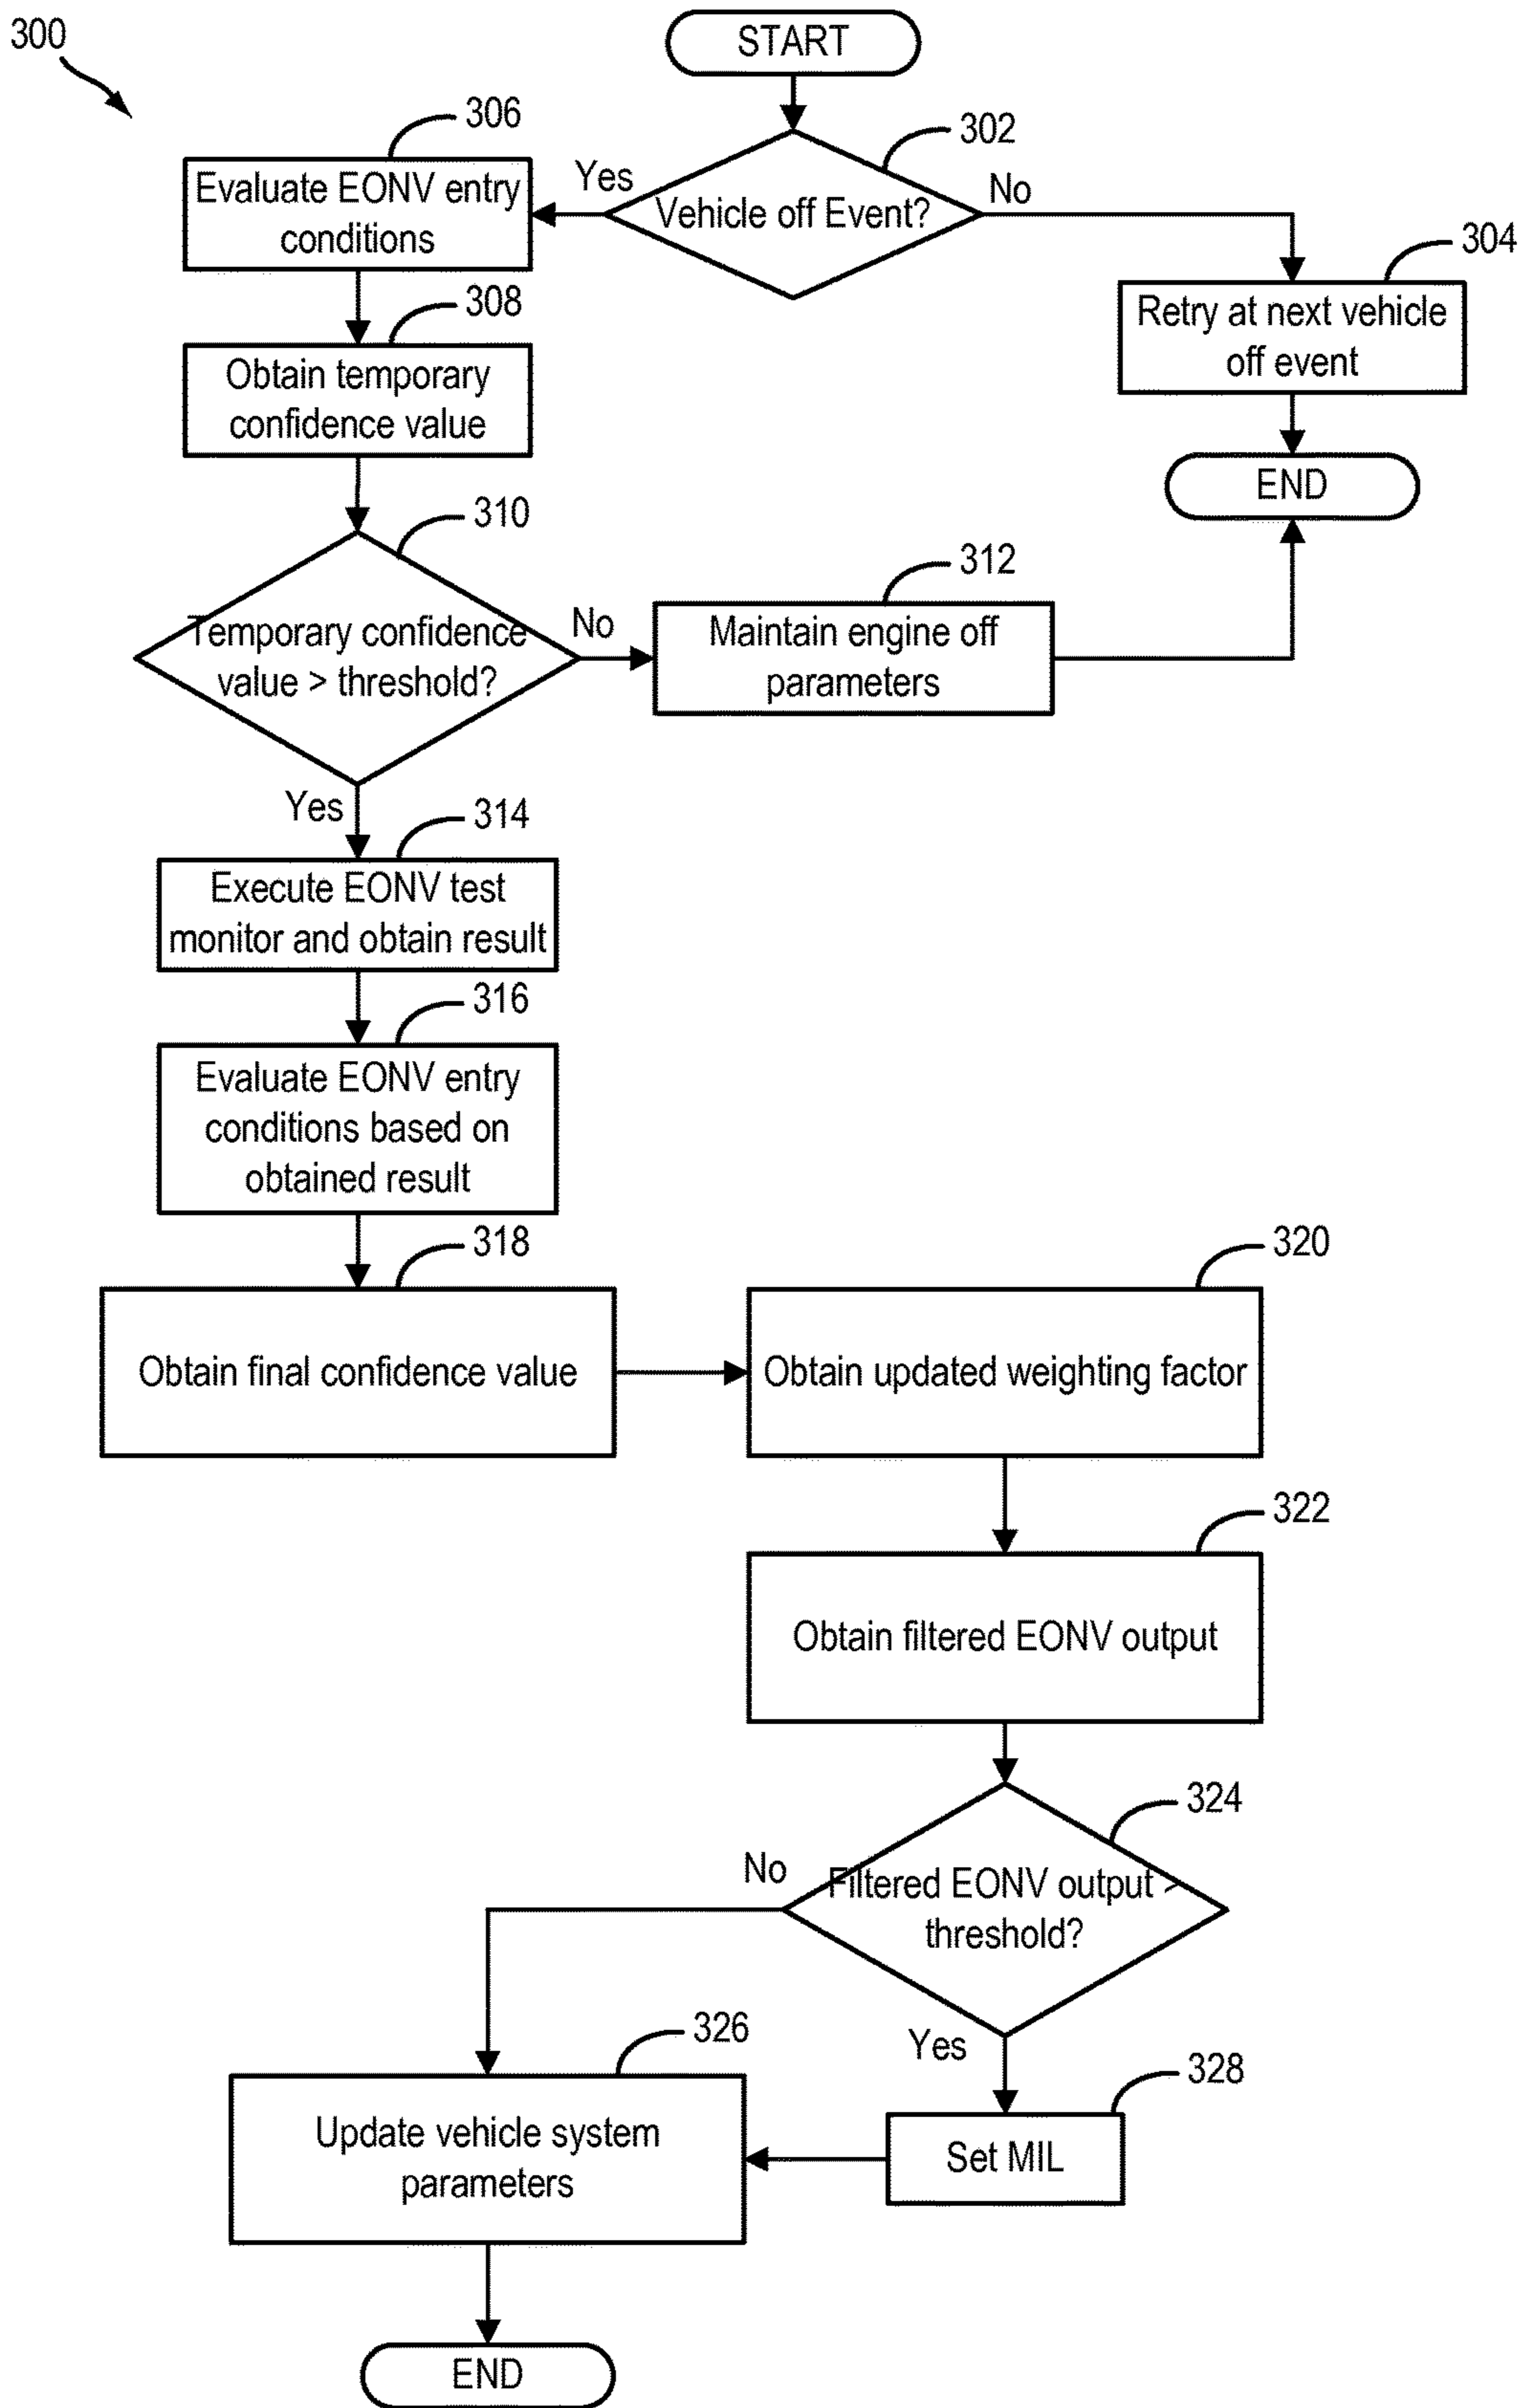 300
START
306
302
Yes
No
Evaluate EONV entry
conditions
Vehicle off Event?
304
Retry at next vehicle
off event
308
Obtain temporary
confidence value
END
310
312
Temporary confidence
value > threshold?
No
Maintain engine off
parameters
Yes
314
Execute EONV test
monitor and obtain result
316
Evaluate EONV entry
conditions based on
obtained result
318
320
Obtain final confidence value
Obtain updated weighting factor
322
Obtain filtered EONV output
324
No
Filtered EONV output >
threshold?
326
Yes
328
Update vehicle system
parameters
Set MIL
END